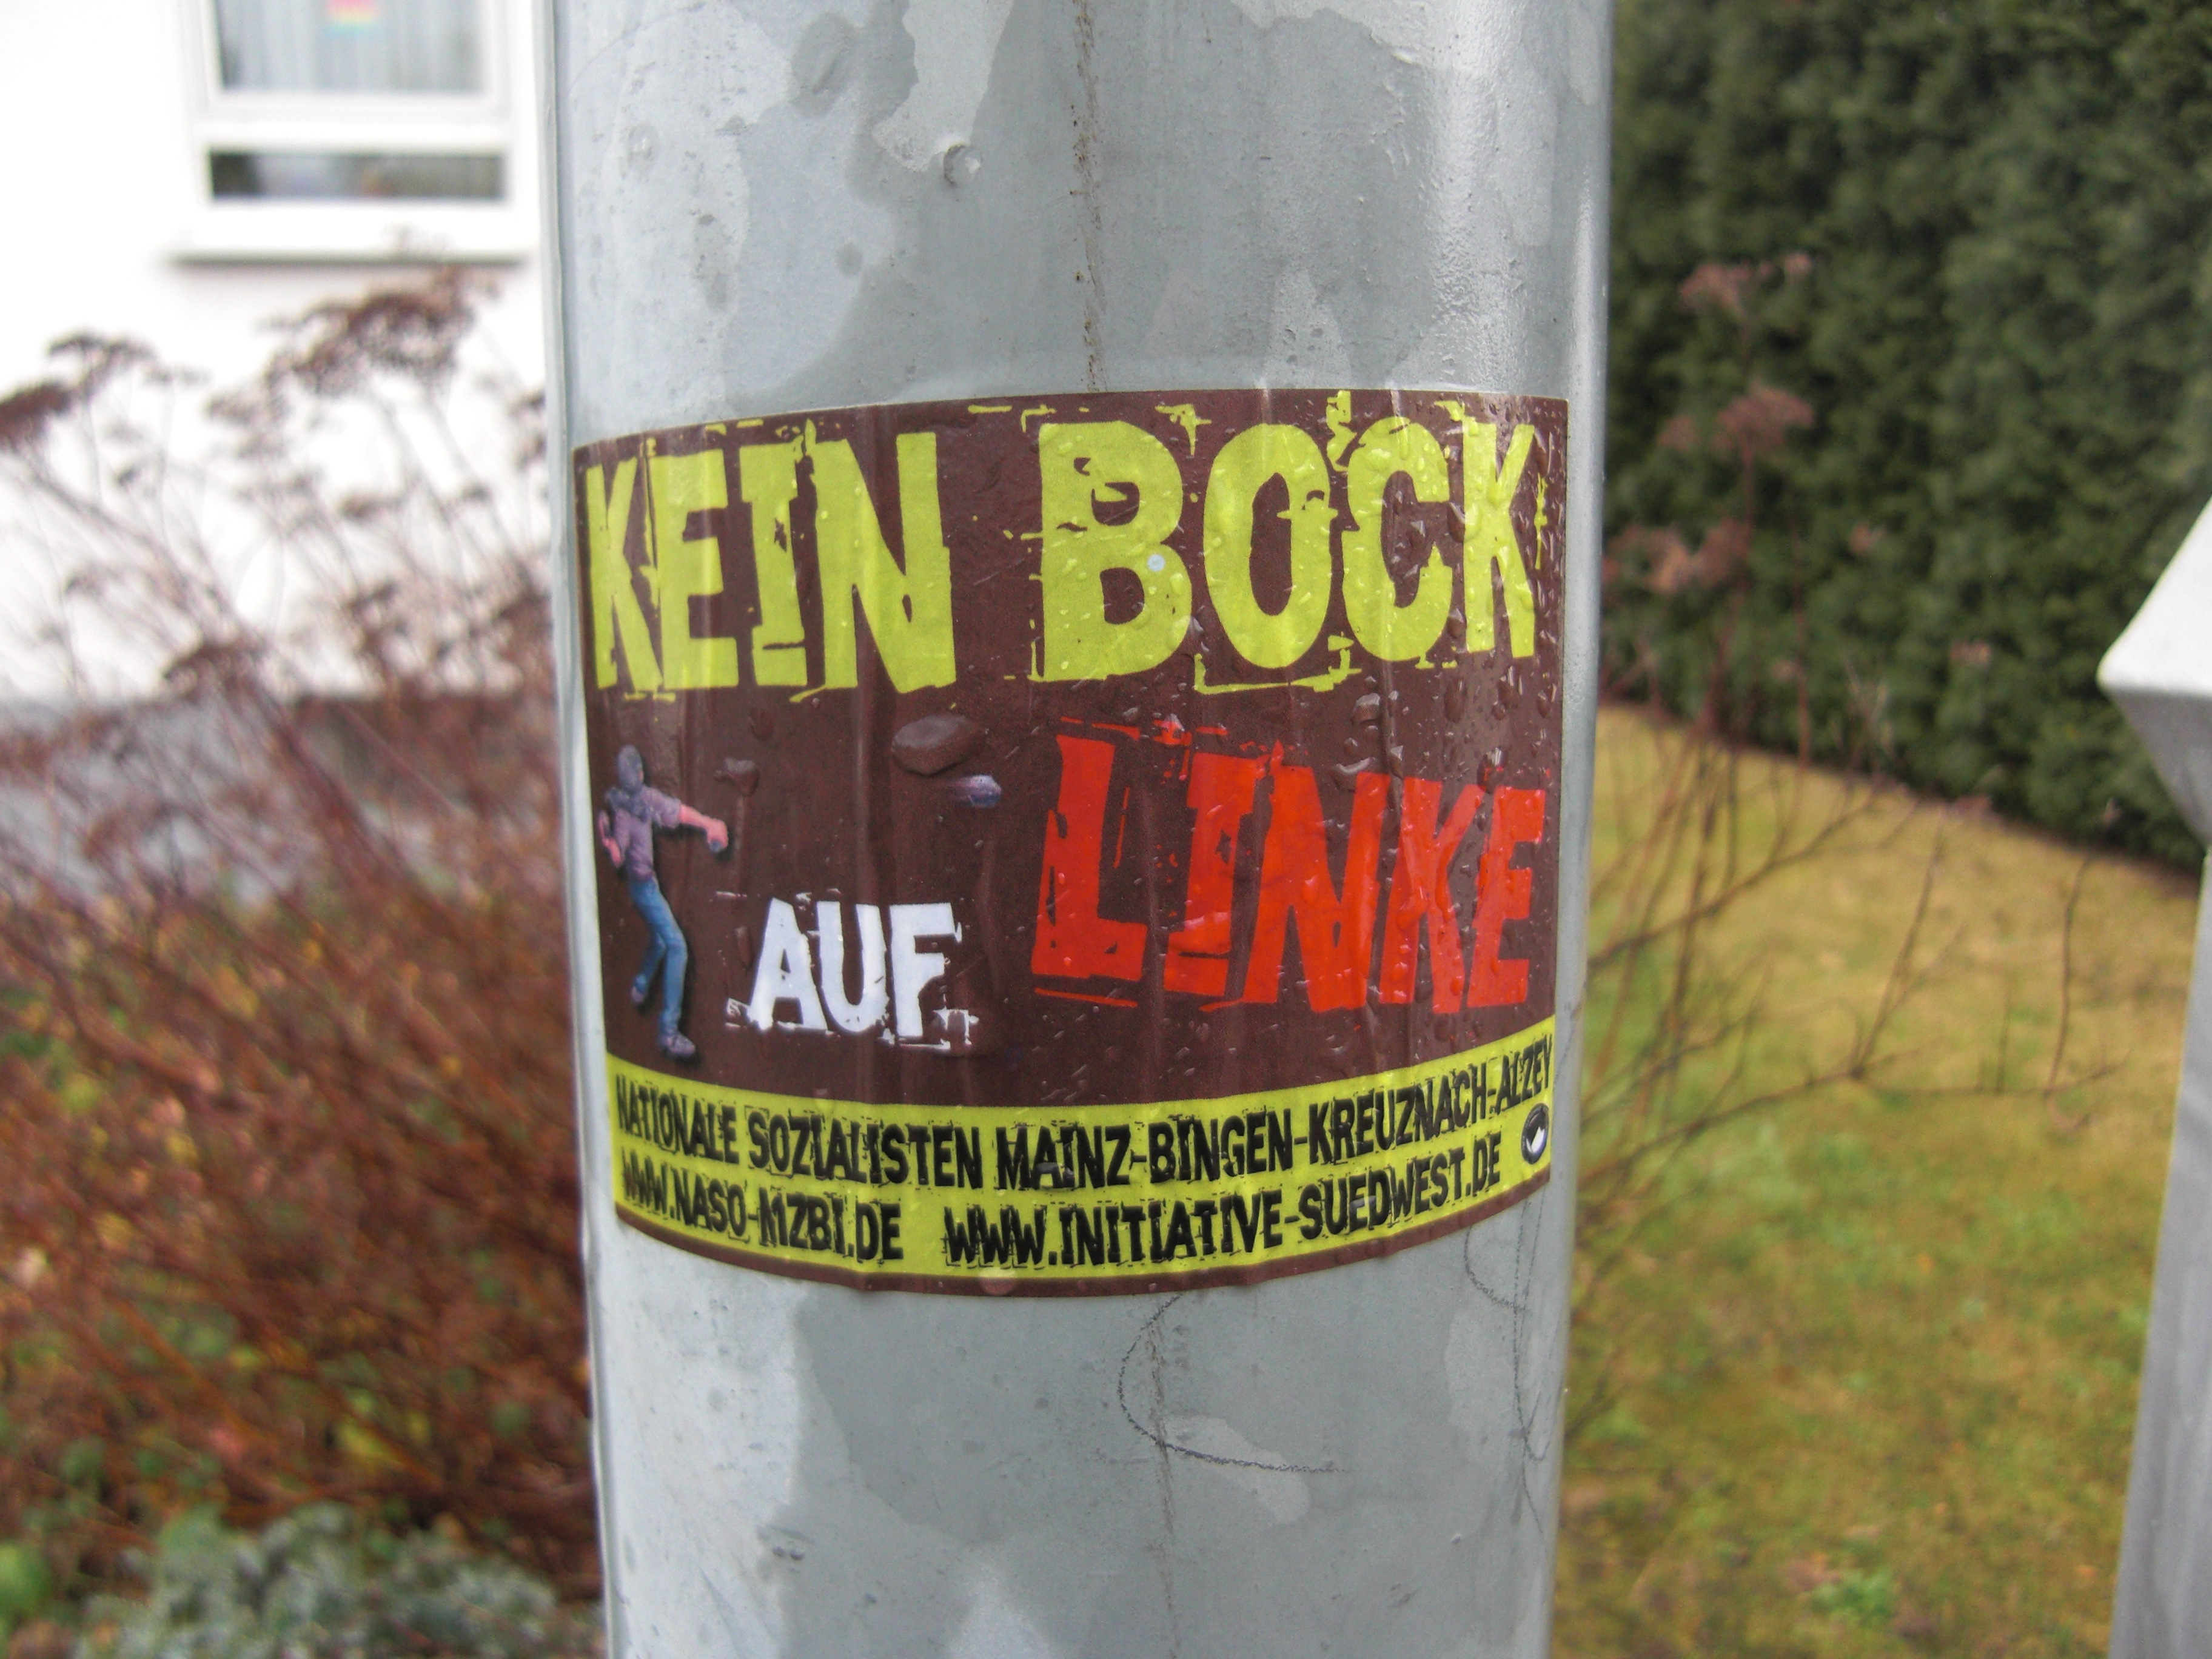 KEIN BOCK
AUF LINKE
NATIONALE SOZIALISTEN MAINZ-BINGEN-KREUZNACH-ALZEY
WWW.NASO-MZBI.DE WWW.INITIATIVE-SUEDWEST.DE